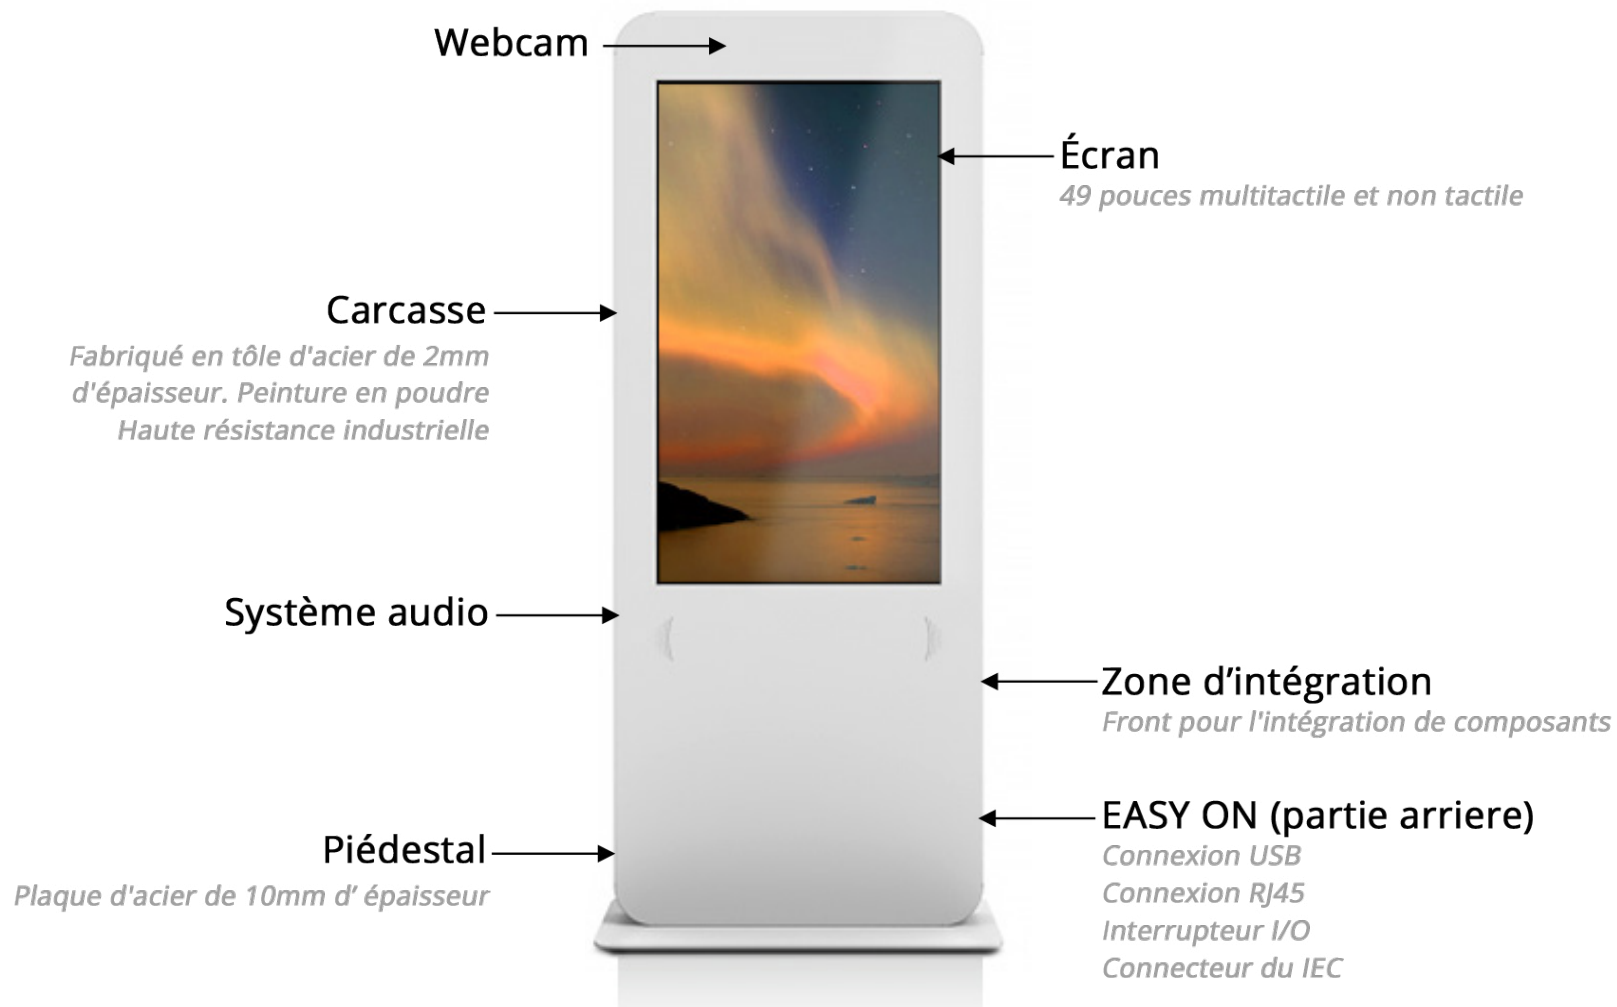 Webcam
Écran
49 pouces multitactile et non tactile
Carcasse
Fabriqué en tôle d'acier de 2mm
d'épaisseur. Peinture en poudre
Haute résistance industrielle
Système audio
Zone d’intégration
Front pour l'intégration de composants
EASY ON (partie arriere)
Connexion USB
Connexion RJ45
Interrupteur I/O
Connecteur du IEC
Piédestal
Plaque d'acier de 10mm d’ épaisseur